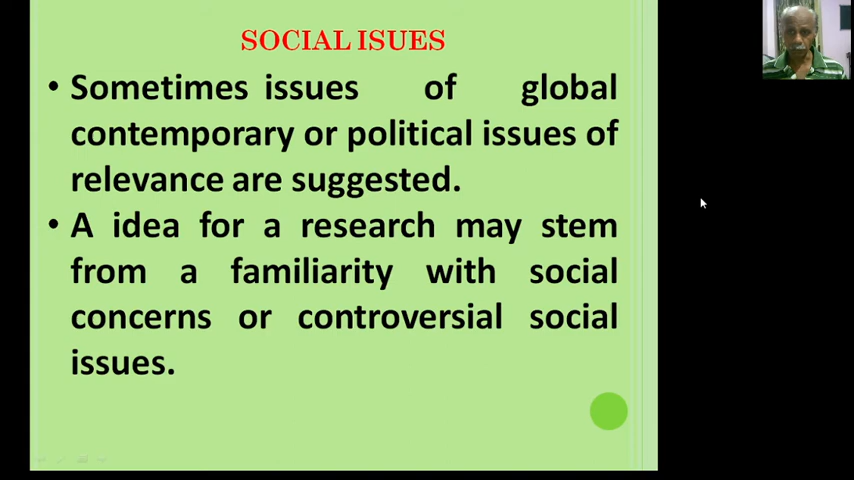 SOCIAL ISUES
• Sometimes issues of global
contemporary or political issues of
relevance are suggested.
• A idea for a research may stem
from a familiarity with social
concerns or controversial social
issues.